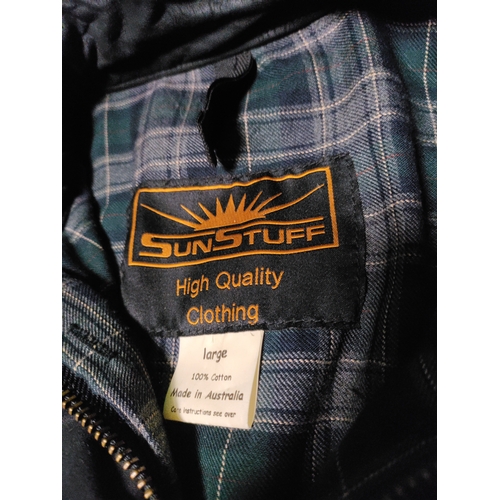 SUNSTUFF
High Quality
Clothing
large
100% Cotton
Made in Australia
Care instructions see over